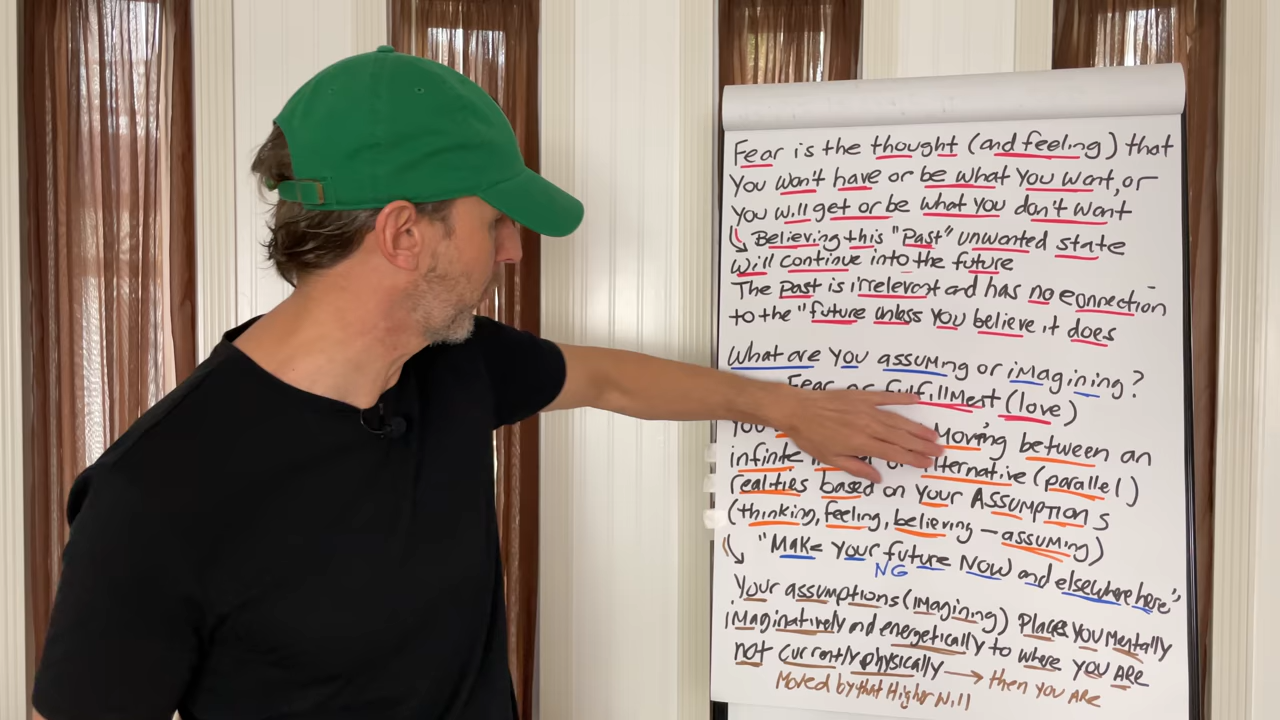 Fear is the thought (and feeling) that
you won't have or be what you want, or
you will get or be what you don't want
Believing this "Past" unwanted state
will continue into the future
The past is irrelevant and has no connection
to the "future unless you believe it does
What are you assuming or imagining?
Fear or fulfillment (love)
You Moving between an
infinite alternative (parallel)
realities based on your ASSUMPTIONS
(thinking, feeling, believing – assuming)
"Make your future NOW and elsewhere here"
NG
Your assumptions (imagining) places you mentally
imaginatively and energetically to where you ARE
not currently physically → then you ARE
Moved by that Higher Will